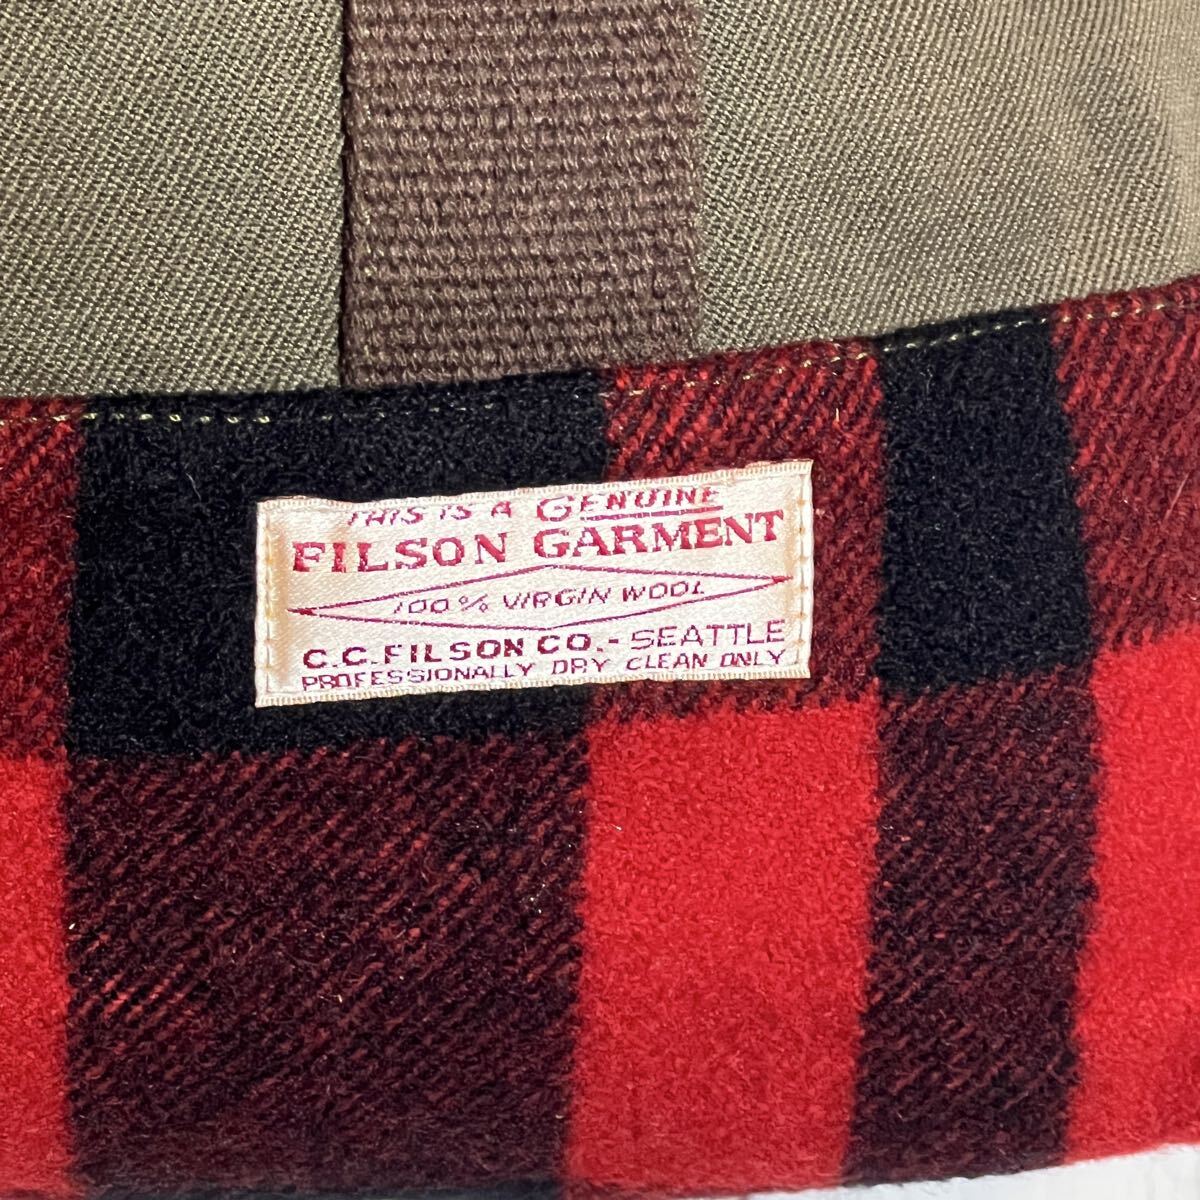 THIS IS A GENUINE
FILSON GARMENT
100% VIRGIN WOOL
C.C. FILSON CO. - SEATTLE
PROFESSIONALLY DRY CLEAN ONLY